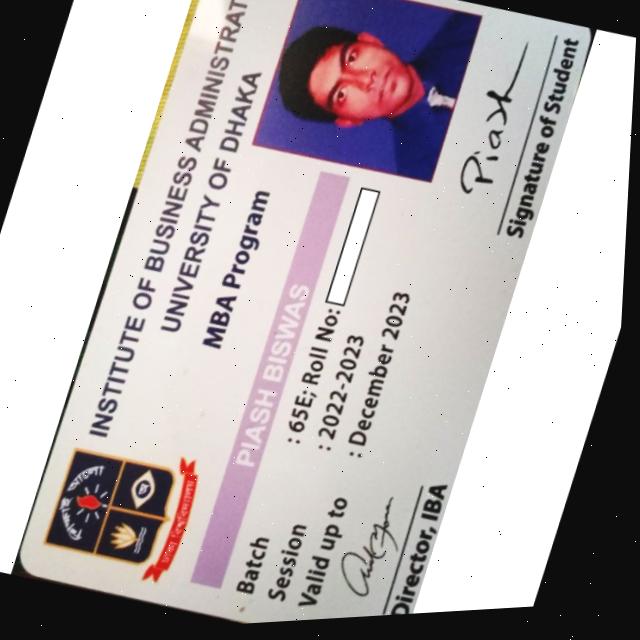 INSTITUTE OF BUSINESS ADMINISTRAT
UNIVERSITY OF DHAKA
MBA Program
PIASH BISWAS
Batch : 65E; Roll No:
Session : 2022-2023
Valid up to : December 2023
Director, IBA
Piash
Signature of Student